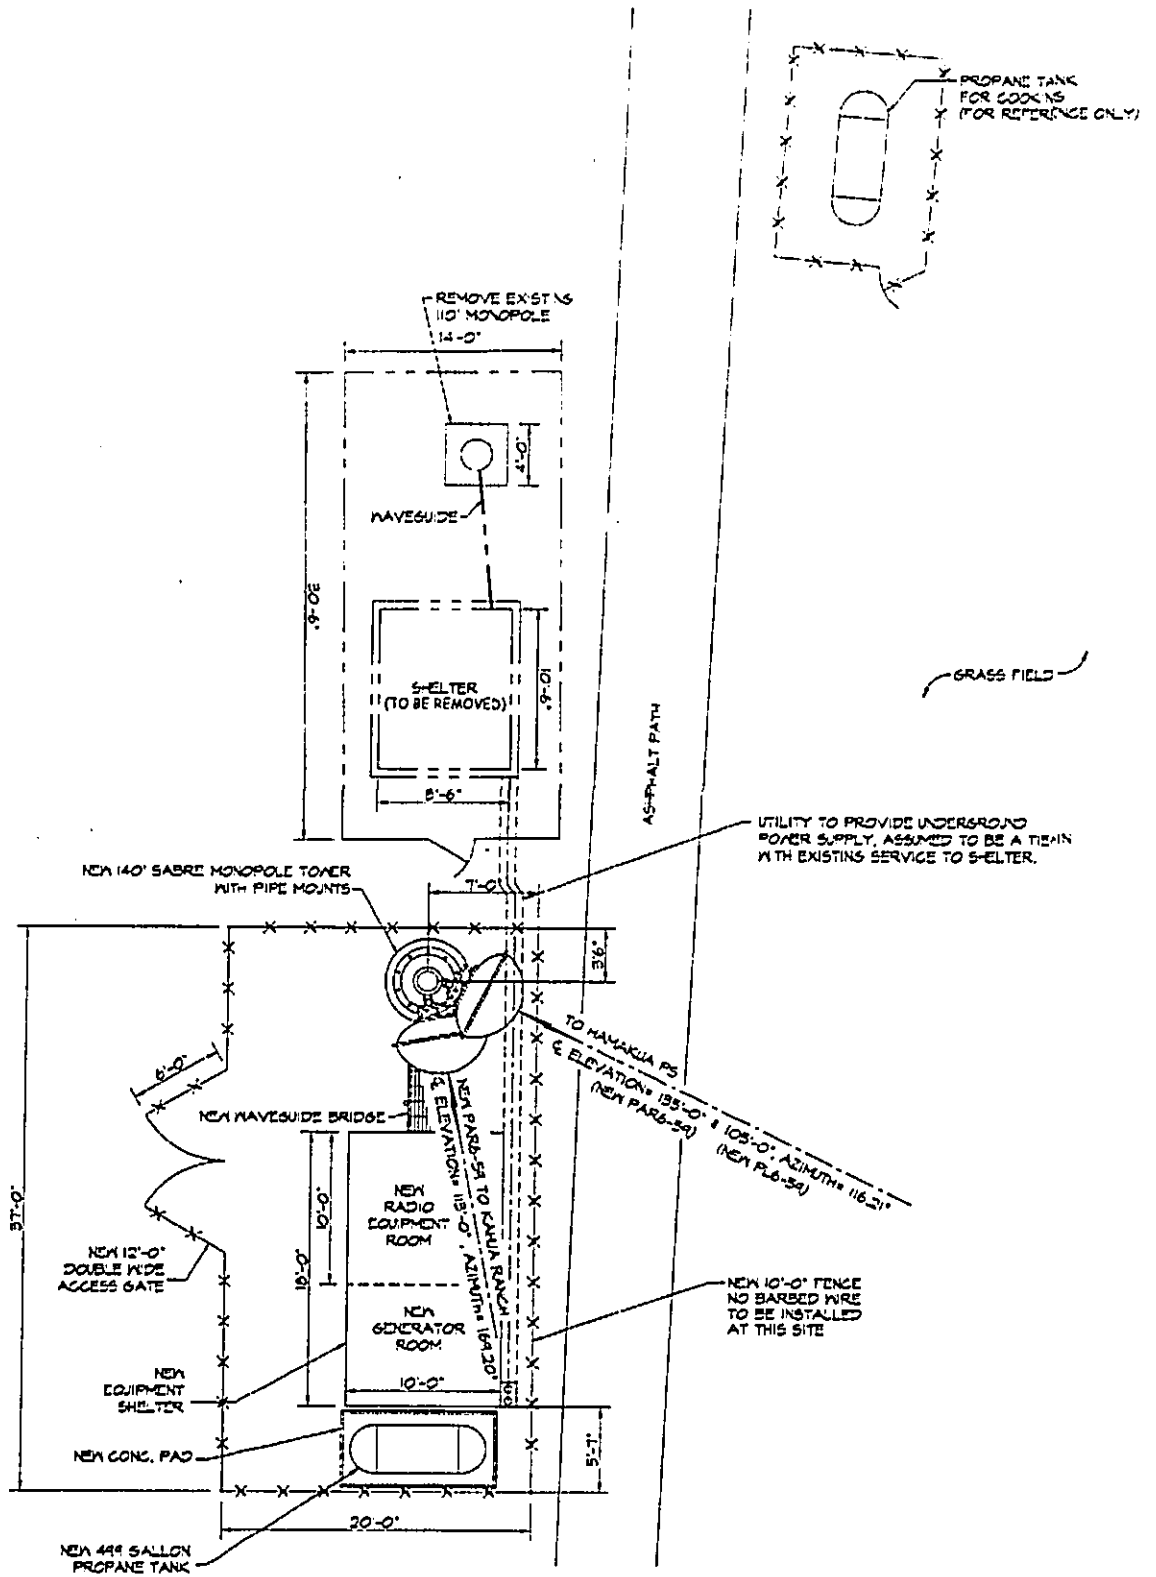 PROPANE TANK
FOR COOKING
(FOR REFERENCE ONLY)
REMOVE EXISTING
110' MONOPOLE
14'-0"
4'-0"
WAVEGUIDE
30'-6"
SHELTER
(TO BE REMOVED)
10'-6"
8'-6"
GRASS FIELD
ASPHALT PATH
UTILITY TO PROVIDE UNDERGROUND
POWER SUPPLY, ASSUMED TO BE A TIE-IN
WITH EXISTING SERVICE TO SHELTER.
NEW 140' SABRE MONOPOLE TOWER
WITH PIPE MOUNTS
7'-0"
3'6"
TO HAMAKUA PS
℄ ELEVATION= 133'-0" & 103'-0", AZIMUTH= 116.21°
(NEW PAR6-59)
(NEW PL6-59)
6'-0"
NEW WAVEGUIDE BRIDGE
NEW PAR6-59 TO KAHUA RANCH
℄ ELEVATION= 113'-0", AZIMUTH= 169.20°
37'-0"
10'-0"
18'-0"
NEW
RADIO
EQUIPMENT
ROOM
NEW 12'-0"
DOUBLE WIDE
ACCESS GATE
NEW
GENERATOR
ROOM
NEW 10'-0" FENCE
NO BARBED WIRE
TO BE INSTALLED
AT THIS SITE
10'-0"
NEW
EQUIPMENT
SHELTER
NEW CONC. PAD
5'-7"
20'-0"
NEW 499 GALLON
PROPANE TANK